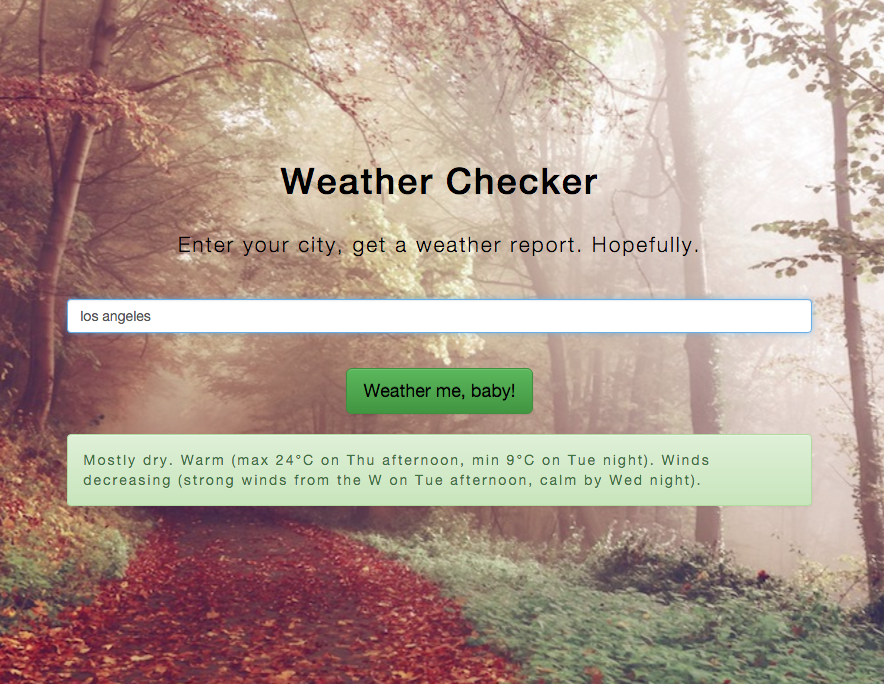 Weather Checker
Enter your city, get a weather report. Hopefully.
los angeles
Weather me, baby!
Mostly dry. Warm (max 24°C on Thu afternoon, min 9°C on Tue night). Winds
decreasing (strong winds from the W on Tue afternoon, calm by Wed night).